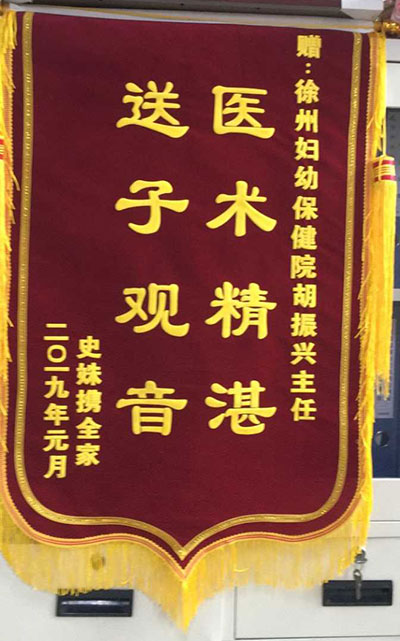 赠：徐州妇幼保健院胡振兴主任
医术精湛
送子观音
史妹携全家
二〇一九年元月